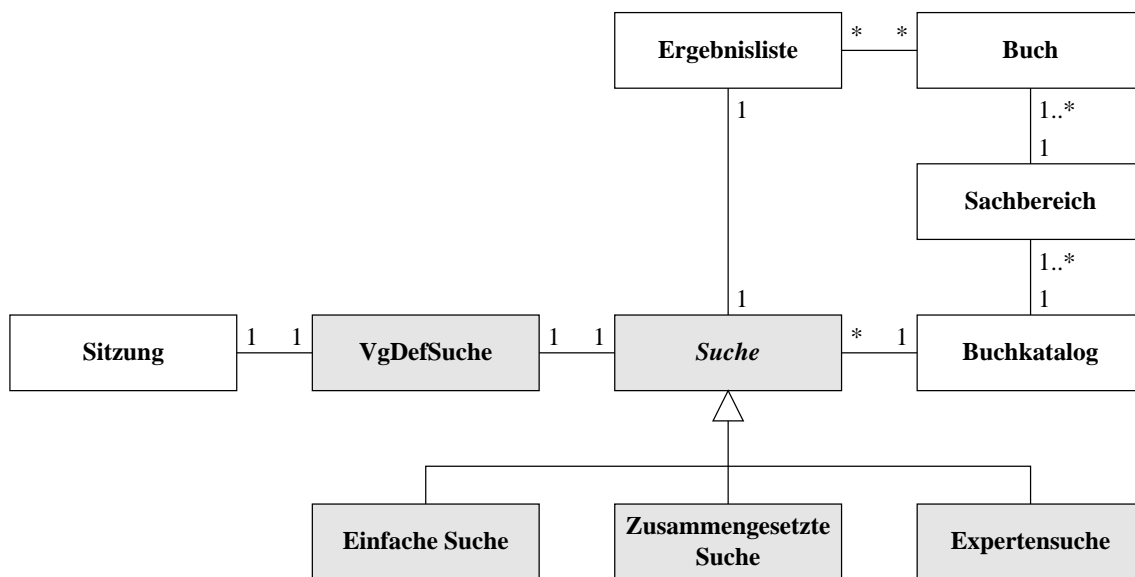 Ergebnisliste
* *
Buch
1
1..*
1
Sachbereich
1..*
1
1
Sitzung
1 1
VgDefSuche
1 1
Suche
* 1
Buchkatalog
Einfache Suche
Zusammengesetzte
Suche
Expertensuche